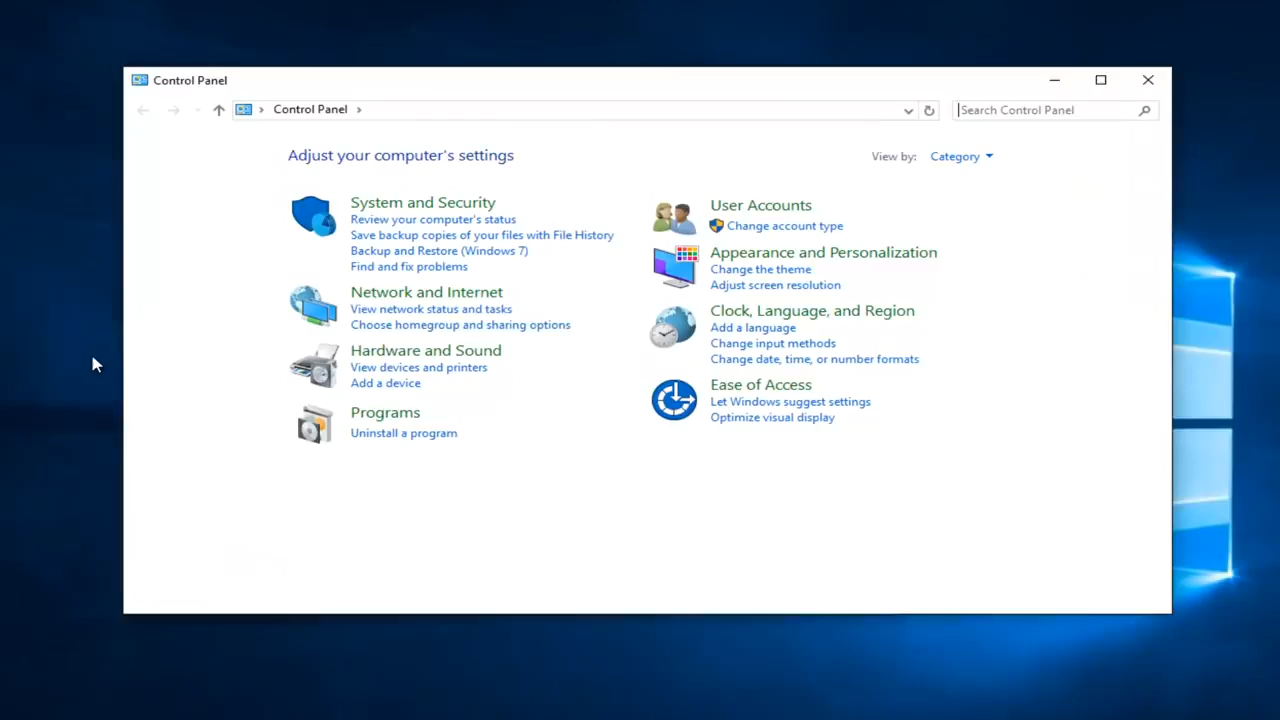 Control Panel
Control Panel
Search Control Panel
Adjust your computer's settings
View by: Category
System and Security
Review your computer's status
Save backup copies of your files with File History
Backup and Restore (Windows 7)
Find and fix problems
Network and Internet
View network status and tasks
Choose homegroup and sharing options
Hardware and Sound
View devices and printers
Add a device
Programs
Uninstall a program
User Accounts
Change account type
Appearance and Personalization
Change the theme
Adjust screen resolution
Clock, Language, and Region
Add a language
Change input methods
Change date, time, or number formats
Ease of Access
Let Windows suggest settings
Optimize visual display